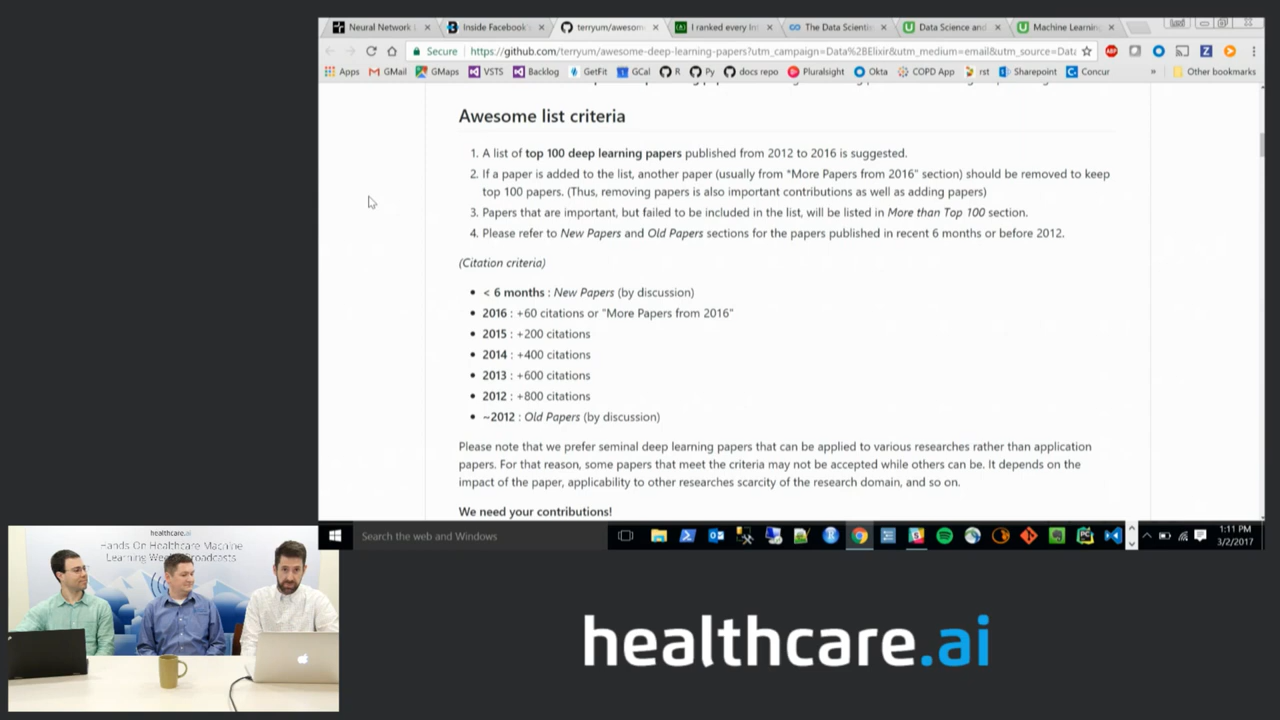 Neural Network
Inside Facebook
terryum/awesom
I ranked every In
The Data Scientis
Data Science and
Machine Learning
Secure
https://github.com/terryum/awesome-deep-learning-papers?utm_campaign=Data%2BElixir&utm_medium=email&utm_source=Data
Apps
GMail
GMaps
VSTS
Backlog
GetFit
GCal
R
Py
docs repo
Pluralsight
Okta
COPD App
rst
Sharepoint
Concur
»
Other bookmarks
Awesome list criteria
1. A list of top 100 deep learning papers published from 2012 to 2016 is suggested.
2. If a paper is added to the list, another paper (usually from "More Papers from 2016" section) should be removed to keep
top 100 papers. (Thus, removing papers is also important contributions as well as adding papers)
3. Papers that are important, but failed to be included in the list, will be listed in More than Top 100 section.
4. Please refer to New Papers and Old Papers sections for the papers published in recent 6 months or before 2012.
(Citation criteria)
• < 6 months : New Papers (by discussion)
• 2016 : +60 citations or "More Papers from 2016"
• 2015 : +200 citations
• 2014 : +400 citations
• 2013 : +600 citations
• 2012 : +800 citations
• ~2012 : Old Papers (by discussion)
Please note that we prefer seminal deep learning papers that can be applied to various researches rather than application
papers. For that reason, some papers that meet the criteria may not be accepted while others can be. It depends on the
impact of the paper, applicability to other researches scarcity of the research domain, and so on.
We need your contributions!
Search the web and Windows
1:11 PM
3/2/2017
healthcare.ai
Hands On Healthcare Machine
Learning Broadcasts
healthcare.ai